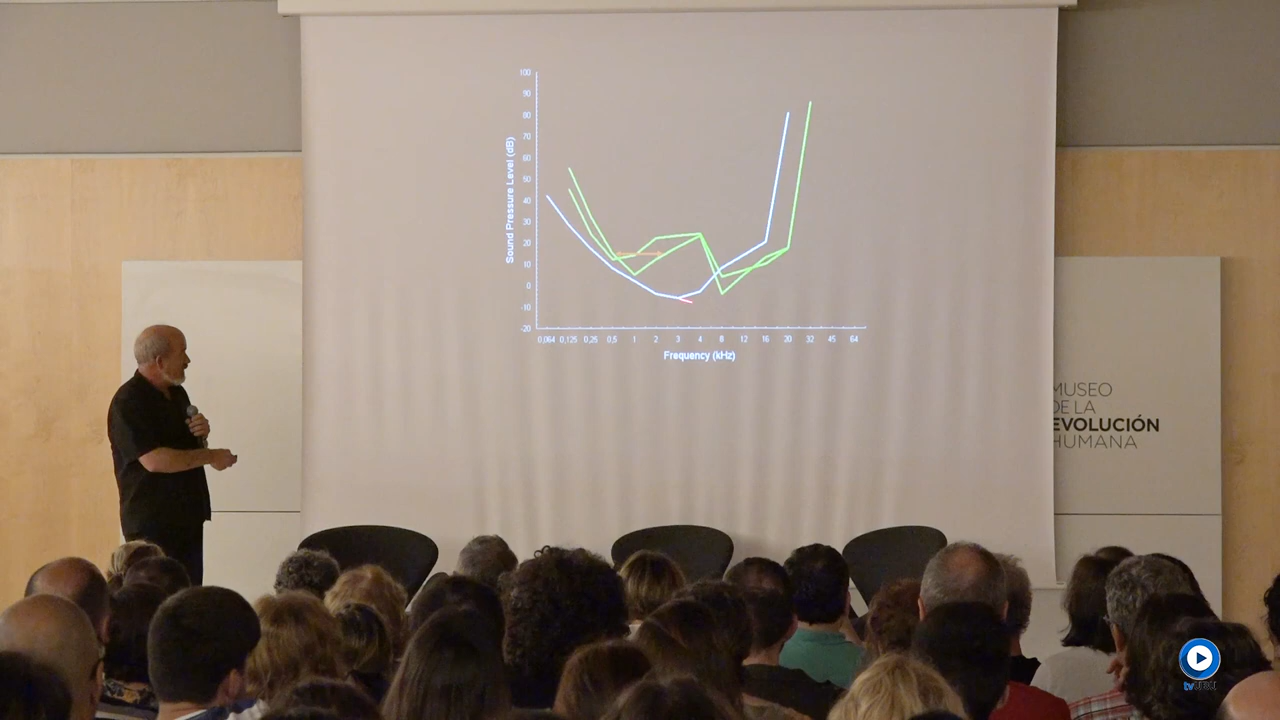 100
90
80
70
60
50
40
30
20
10
0
-10
-20
Sound Pressure Level (dB)
0,064 0,125 0,25 0,5 1 2 3 4 8 12 16 20 32 45 64
Frequency (kHz)
MUSEO
DE LA
EVOLUCIÓN
HUMANA